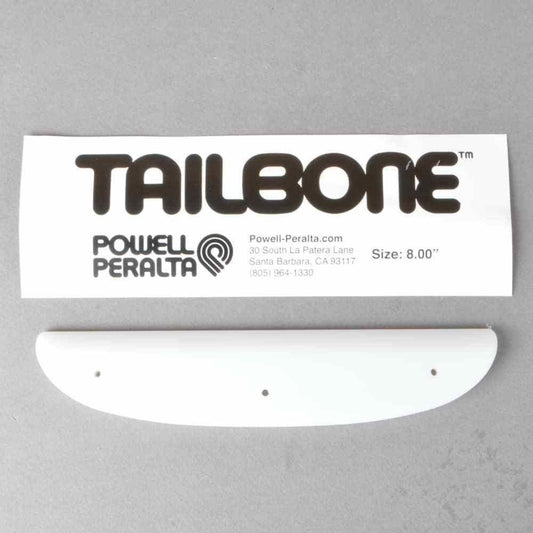 TAILBONE™
POWELL
PERALTA
Powell-Peralta.com
30 South La Patera Lane
Santa Barbara, CA 93117
(805) 964-1330
Size: 8.00”